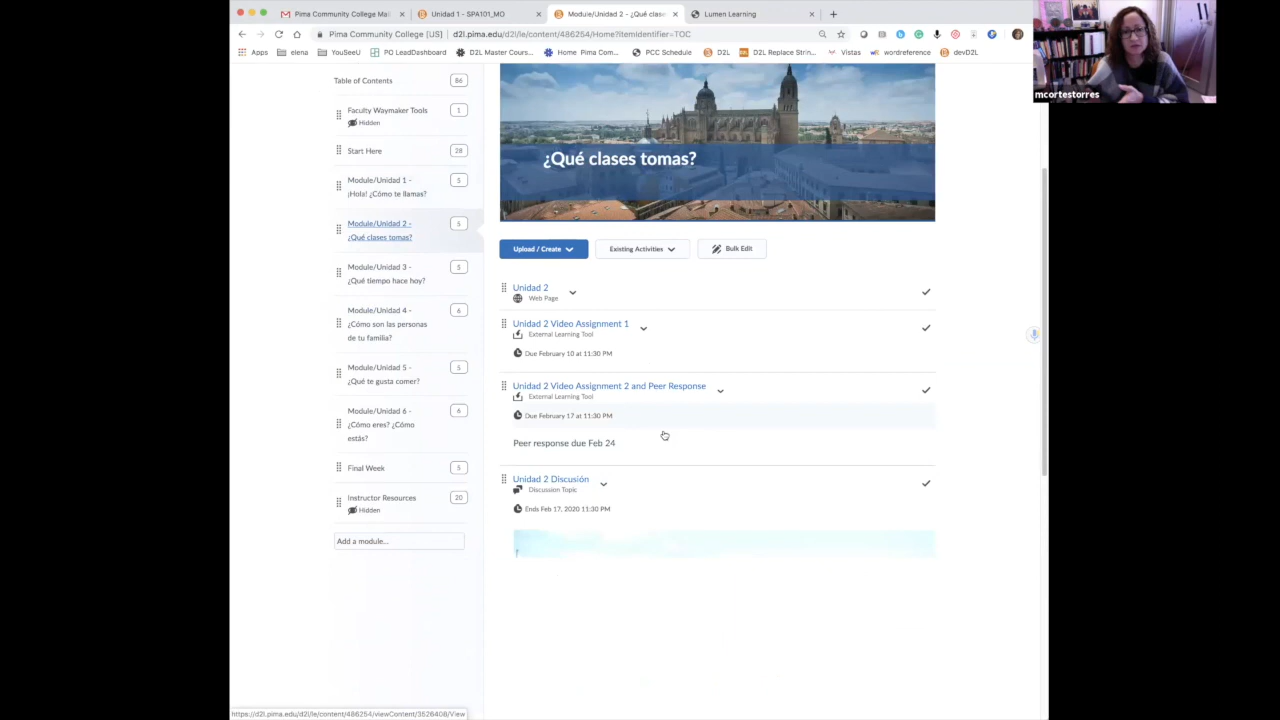 Pima Community College Mai
Unidad 1 - SPA101_MO
Module/Unidad 2 - ¿Qué clase
Lumen Learning
Pima Community College [US]
d2l.pima.edu/d2l/le/content/486254/Home?itemIdentifier=TOC
Apps
elena
YouSeeU
PO LeadDashboard
D2L Master Cours...
Home Pima Com...
PCC Schedule
D2L
D2L Replace Strin...
Vistas
wordreference
devD2L
mcortestorres
Table of Contents
86
Faculty Waymaker Tools
1
Hidden
Start Here
28
Module/Unidad 1 -
¡Hola! ¿Cómo te llamas?
5
Module/Unidad 2 -
¿Qué clases tomas?
5
Module/Unidad 3 -
¿Qué tiempo hace hoy?
5
Module/Unidad 4 -
¿Cómo son las personas
de tu familia?
6
Module/Unidad 5 -
¿Qué te gusta comer?
5
Module/Unidad 6 -
¿Cómo eres? ¿Cómo
estás?
6
Final Week
5
Instructor Resources
20
Hidden
Add a module...
¿Qué clases tomas?
Upload / Create
Existing Activities
Bulk Edit
Unidad 2
Web Page
Unidad 2 Video Assignment 1
External Learning Tool
Due February 10 at 11:30 PM
Unidad 2 Video Assignment 2 and Peer Response
External Learning Tool
Due February 17 at 11:30 PM
Peer response due Feb 24
Unidad 2 Discusión
Discussion Topic
Ends Feb 17, 2020 11:30 PM
https://d2l.pima.edu/d2l/le/content/486254/viewContent/3526408/View